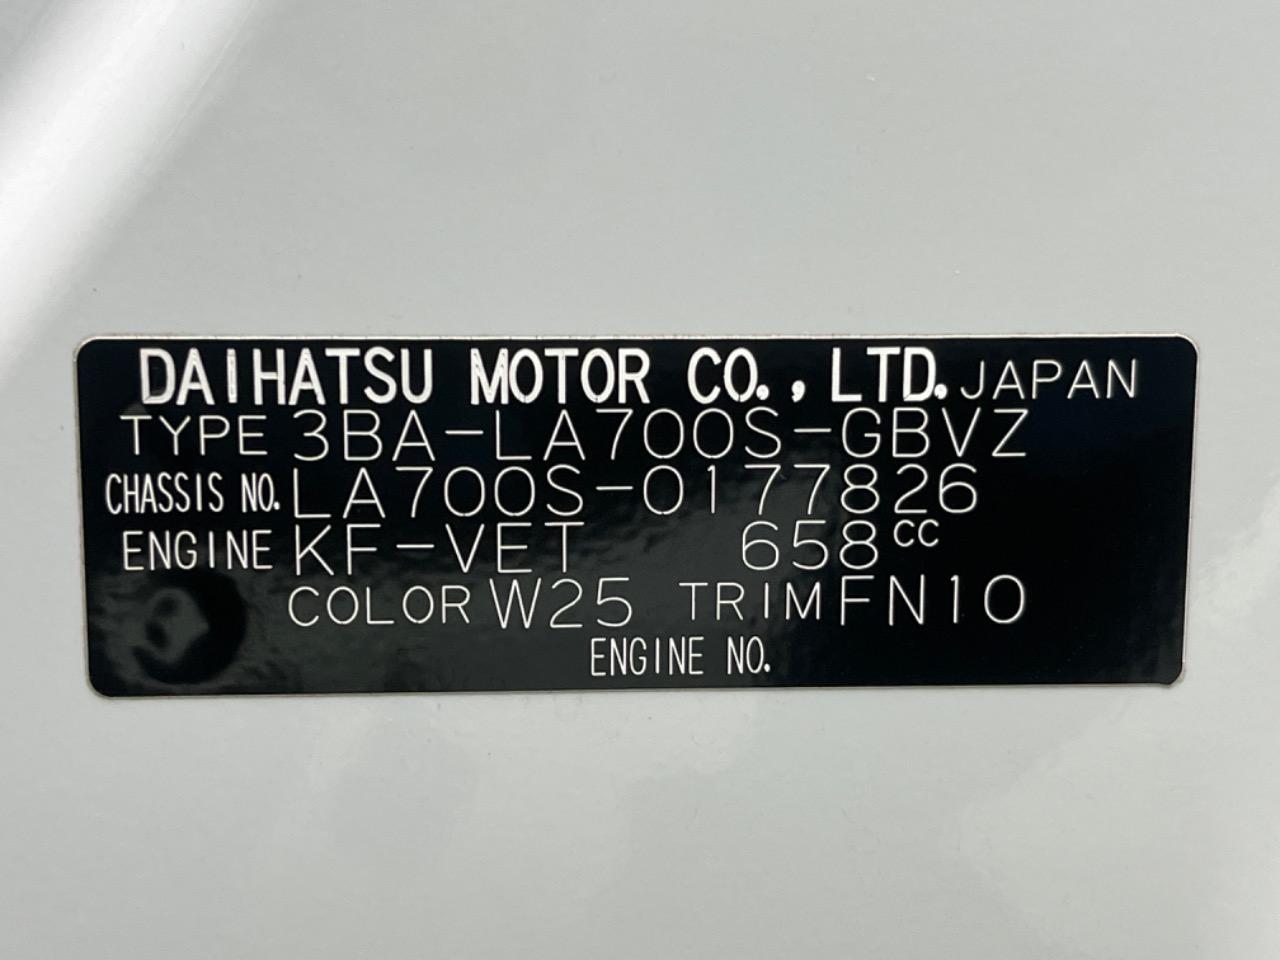 DAIHATSU MOTOR CO., LTD. JAPAN
TYPE 3BA-LA700S-GBVZ
CHASSIS NO. LA700S-0177826
ENGINE KF-VET 658cc
COLOR W25 TRIM FN10
ENGINE NO.